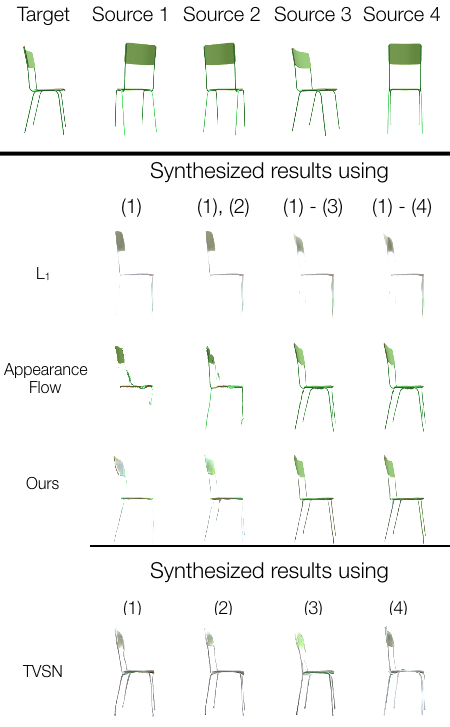 Target Source 1 Source 2 Source 3 Source 4
Synthesized results using
(1) (1), (2) (1) - (3) (1) - (4)
L₁
Appearance
Flow
Ours
Synthesized results using
(1) (2) (3) (4)
TVSN